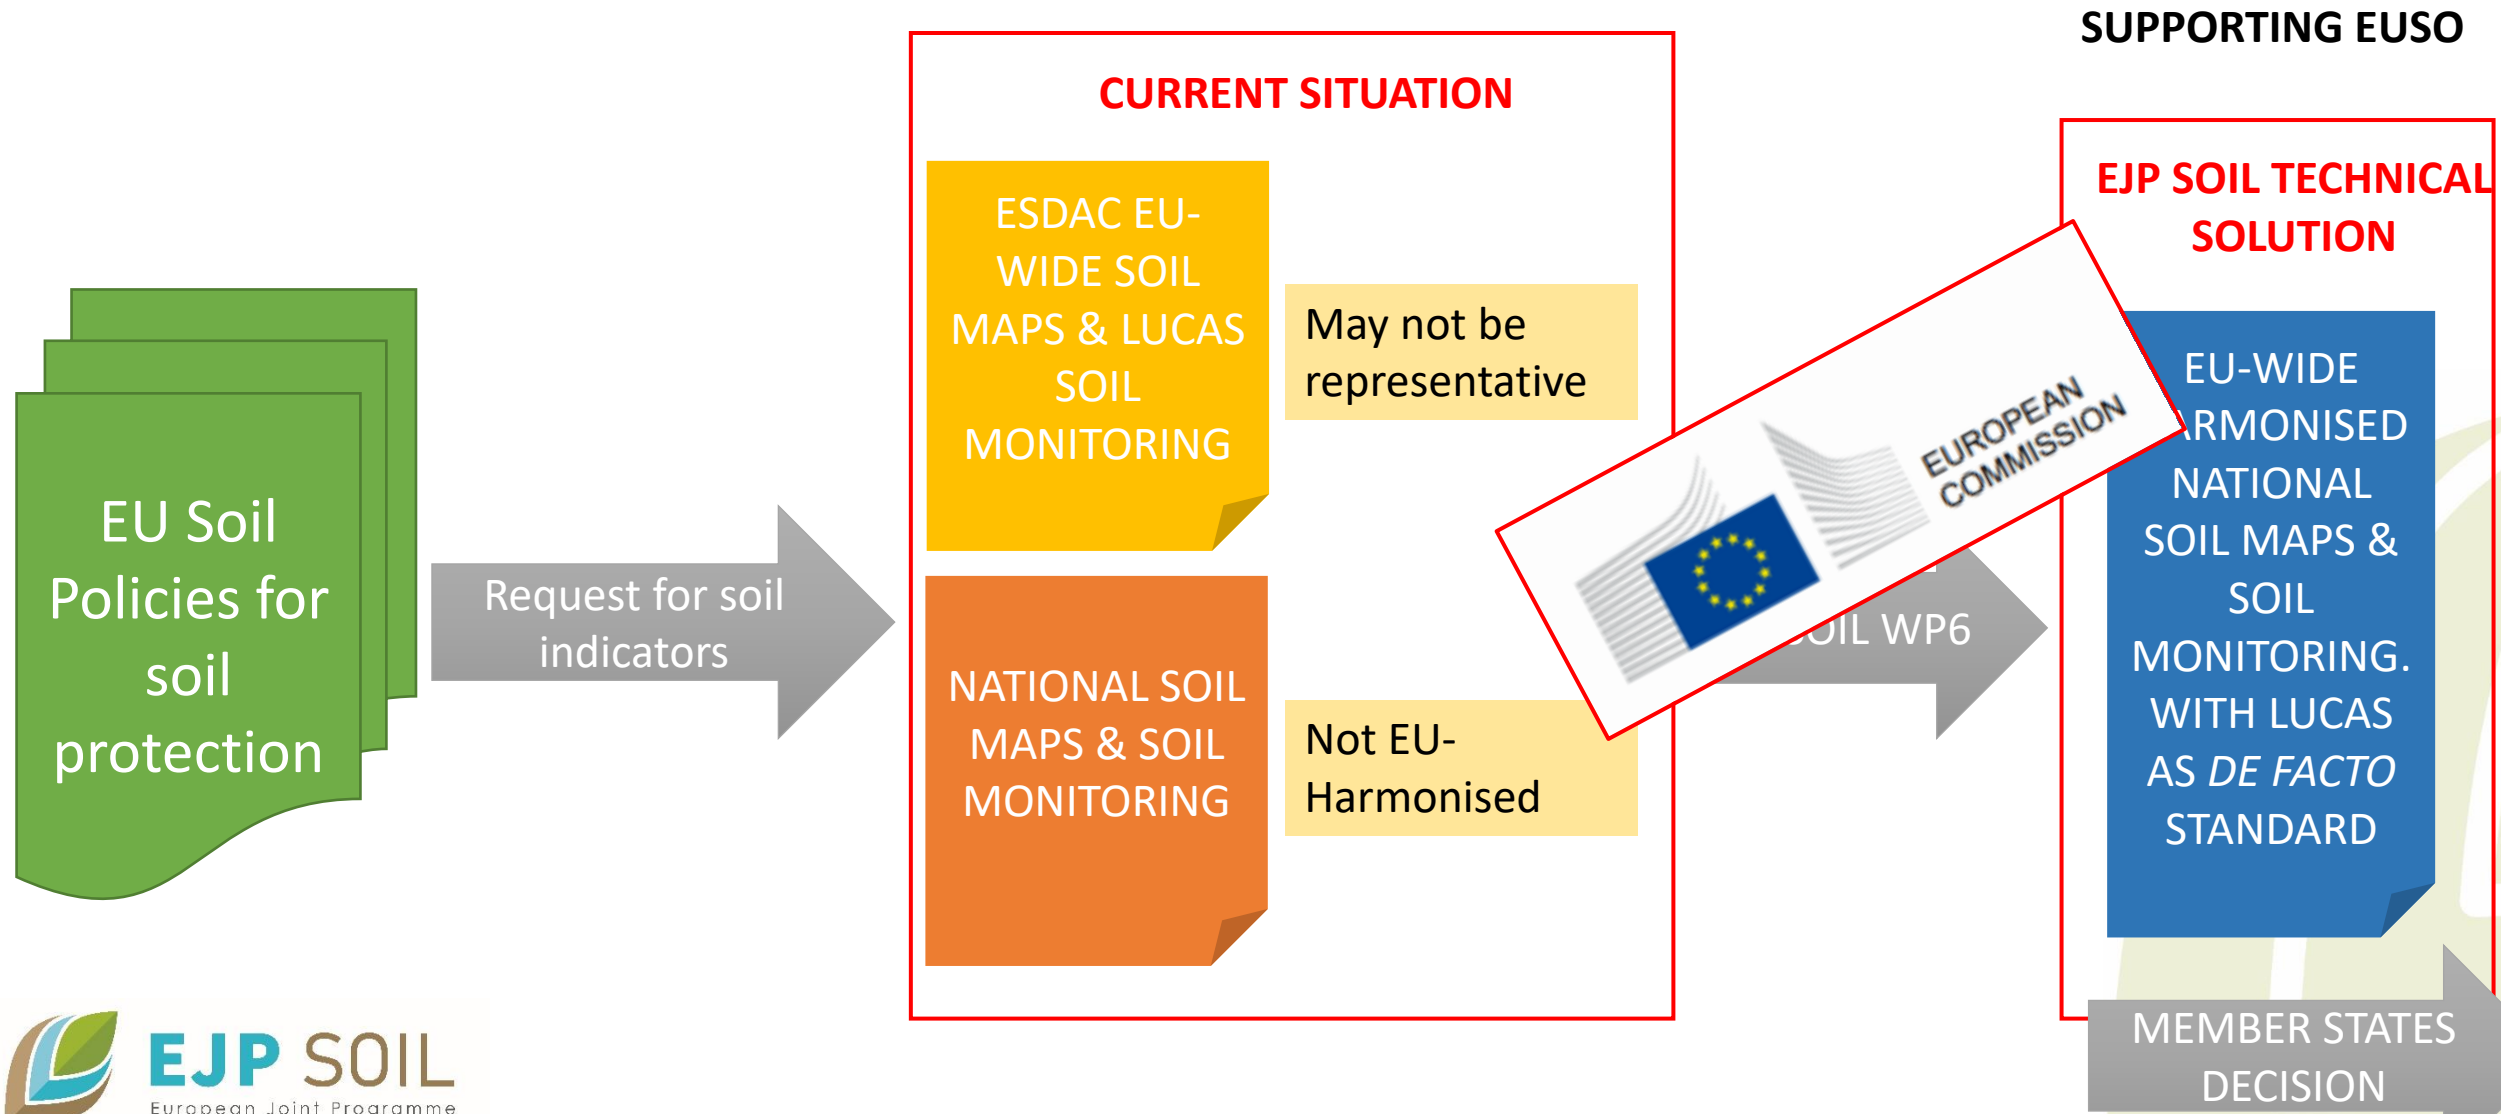 SUPPORTING EUSO
CURRENT SITUATION
EJP SOIL TECHNICAL
SOLUTION
EU Soil
Policies for
soil
protection
Request for soil
indicators
ESDAC EU-
WIDE SOIL
MAPS & LUCAS
SOIL
MONITORING
May not be
representative
NATIONAL SOIL
MAPS & SOIL
MONITORING
Not EU-
Harmonised
EUROPEAN
COMMISSION
WP6
EU-WIDE
NATIONAL
SOIL MAPS &
SOIL
MONITORING.
WITH LUCAS
AS DE FACTO
STANDARD
MEMBER STATES
DECISION
EJP SOIL
European Joint Programme